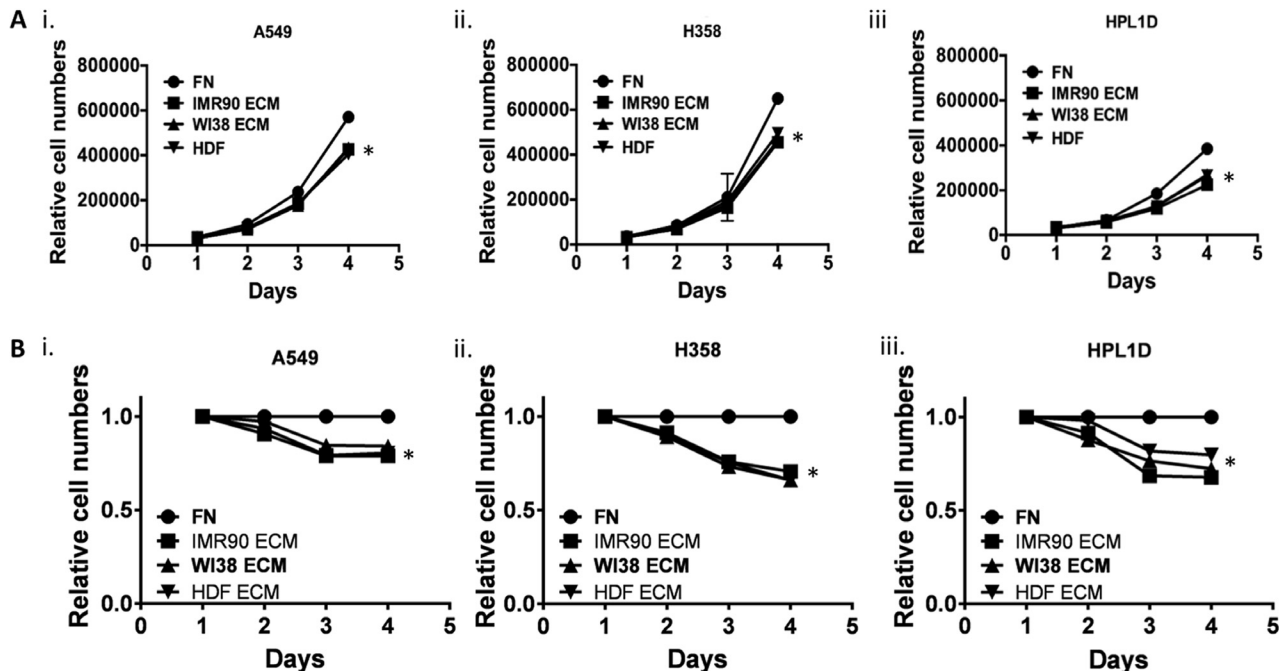 A
i.
A549
Relative cell numbers
800000
600000
400000
200000
0
FN
IMR90 ECM
WI38 ECM
HDF
*
0 1 2 3 4 5
Days
ii.
H358
Relative cell numbers
800000
600000
400000
200000
0
FN
IMR90 ECM
WI38 ECM
HDF
*
0 1 2 3 4 5
Days
iii
HPL1D
Relative cell numbers
800000
600000
400000
200000
0
FN
IMR90 ECM
WI38 ECM
HDF
*
0 1 2 3 4 5
Days
B
i.
A549
Relative cell numbers
1.0
0.5
0.0
*
FN
IMR90 ECM
WI38 ECM
HDF ECM
0 1 2 3 4 5
Days
ii.
H358
Relative cell numbers
1.0
0.5
0.0
*
FN
IMR90 ECM
WI38 ECM
HDF ECM
0 1 2 3 4 5
Days
iii.
HPL1D
Relative cell numbers
1.0
0.5
0.0
*
FN
IMR90 ECM
WI38 ECM
HDF ECM
0 1 2 3 4 5
Days